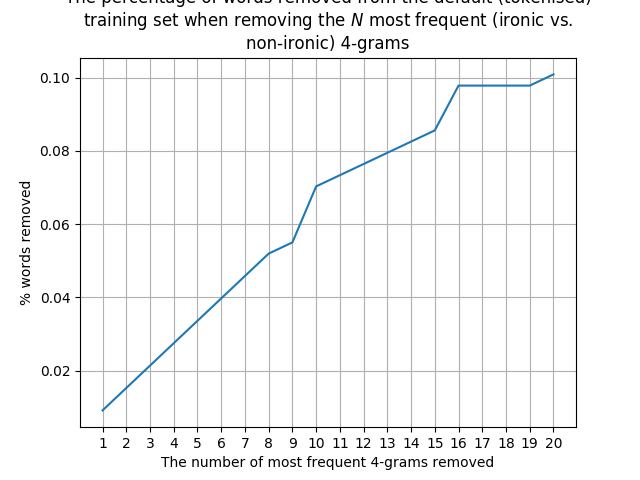 The percentage of words removed from the default (tokenised)
training set when removing the N most frequent (ironic vs.
non-ironic) 4-grams
0.10
0.08
0.06
0.04
0.02
% words removed
1 2 3 4 5 6 7 8 9 10 11 12 13 14 15 16 17 18 19 20
The number of most frequent 4-grams removed